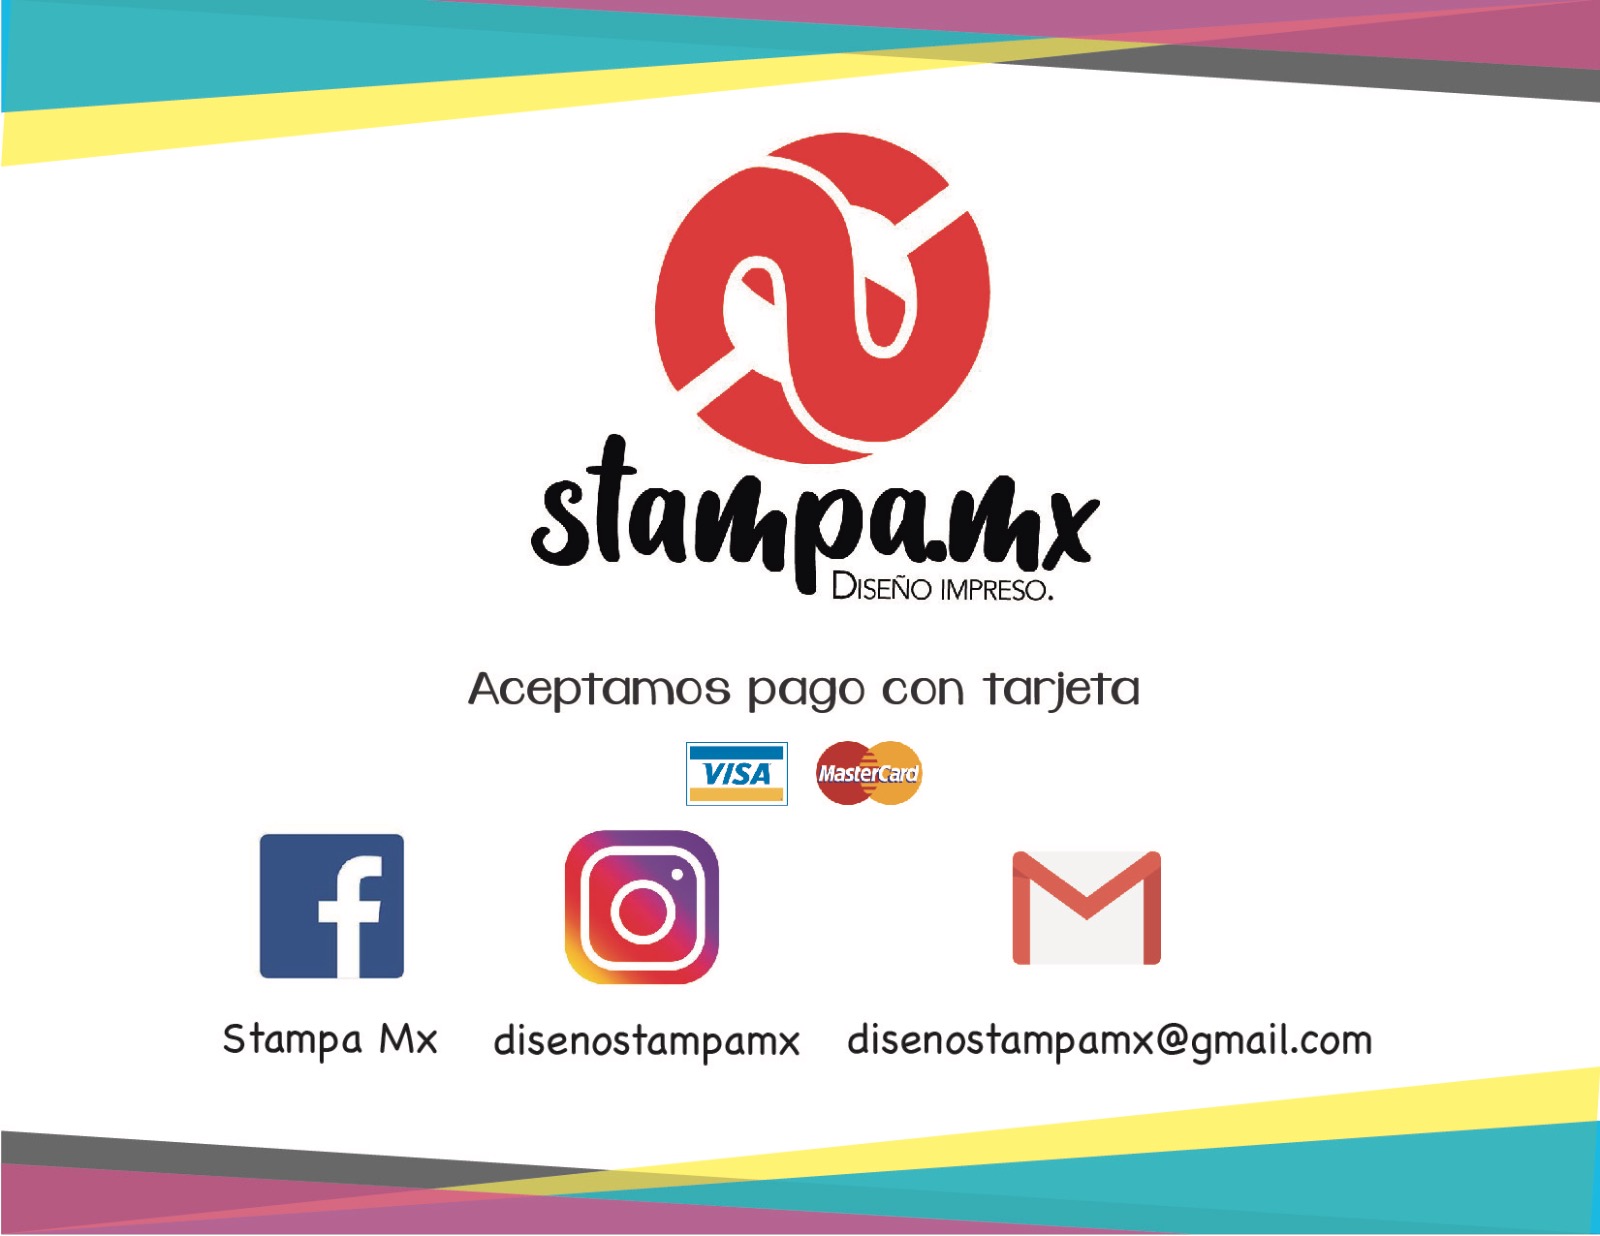 stampa.mx
DISEÑO IMPRESO.
Aceptamos pago con tarjeta
VISA MasterCard
Stampa Mx disenostampamx disenostampamx@gmail.com